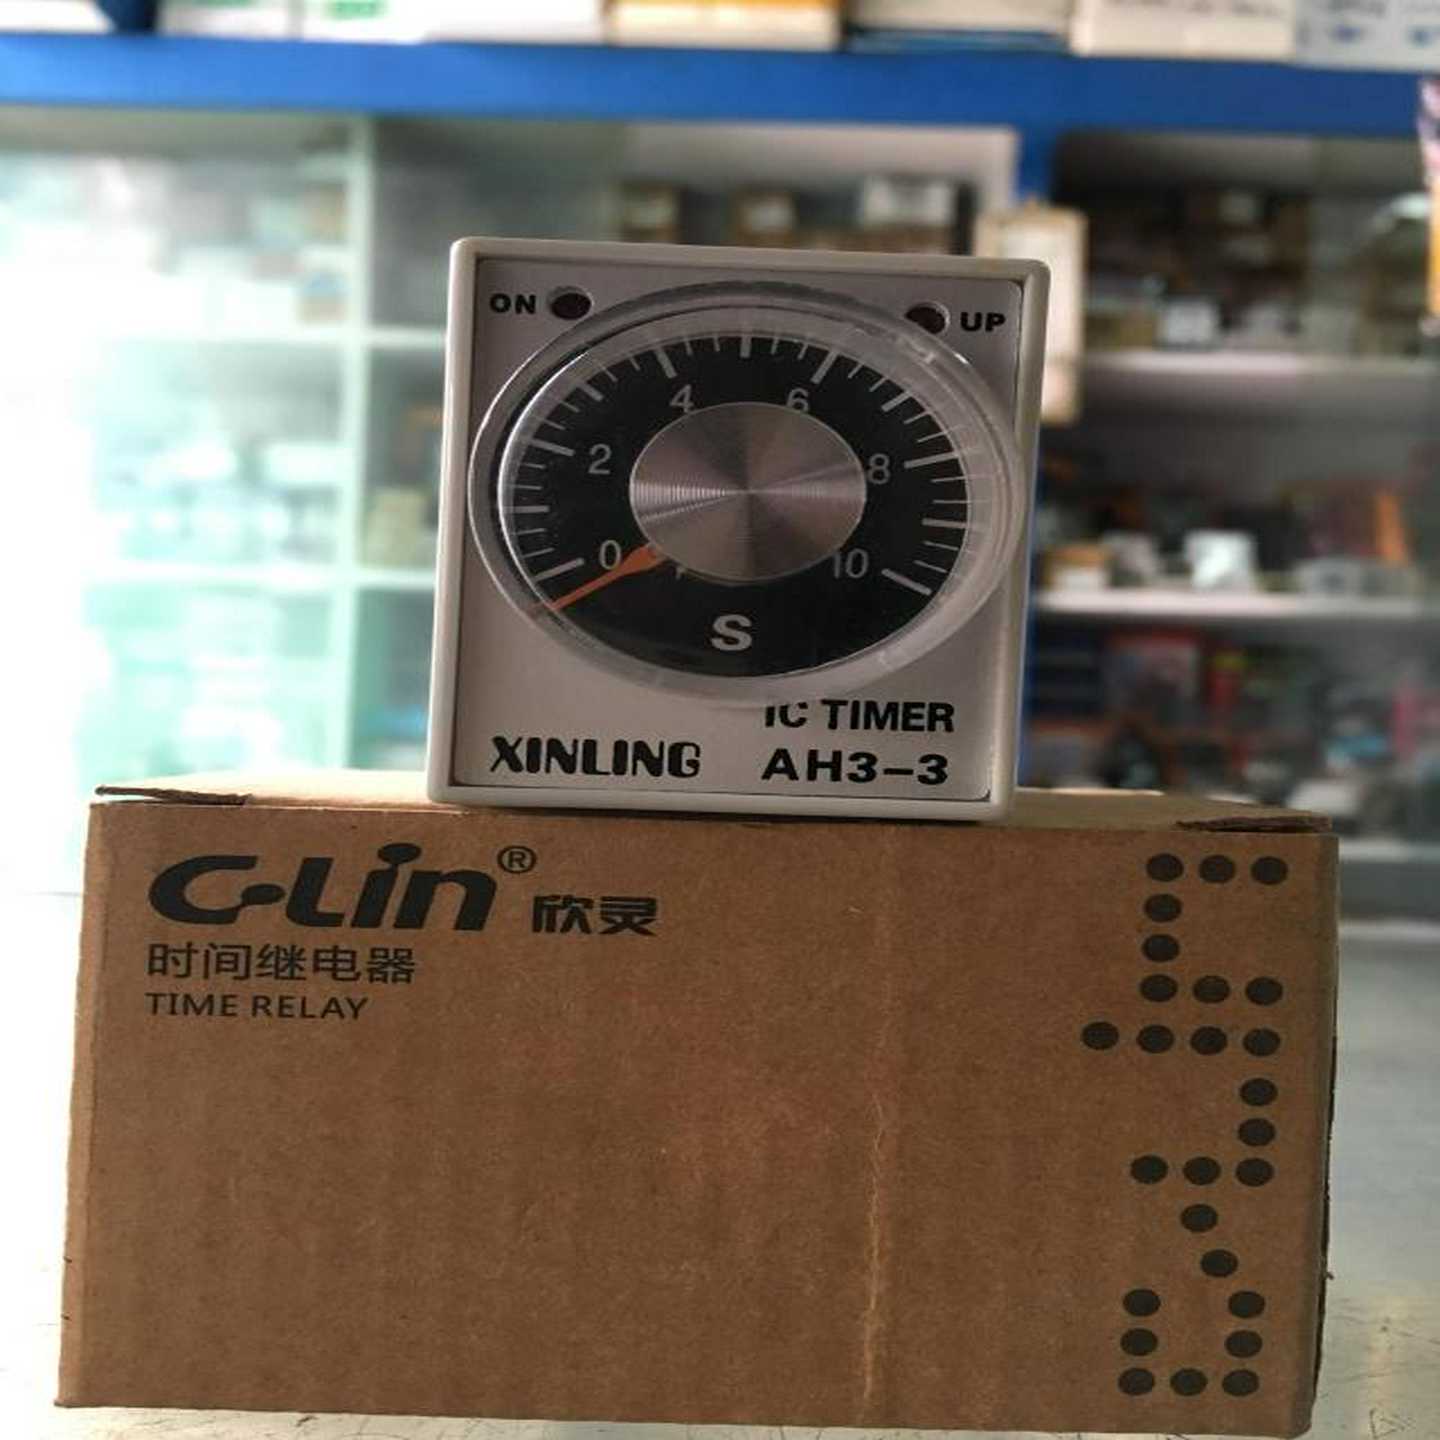 ON UP
4 6
2 8
0 10
S
IC TIMER
XINLING AH3-3
C-Lin® 欣灵
时间继电器
TIME RELAY